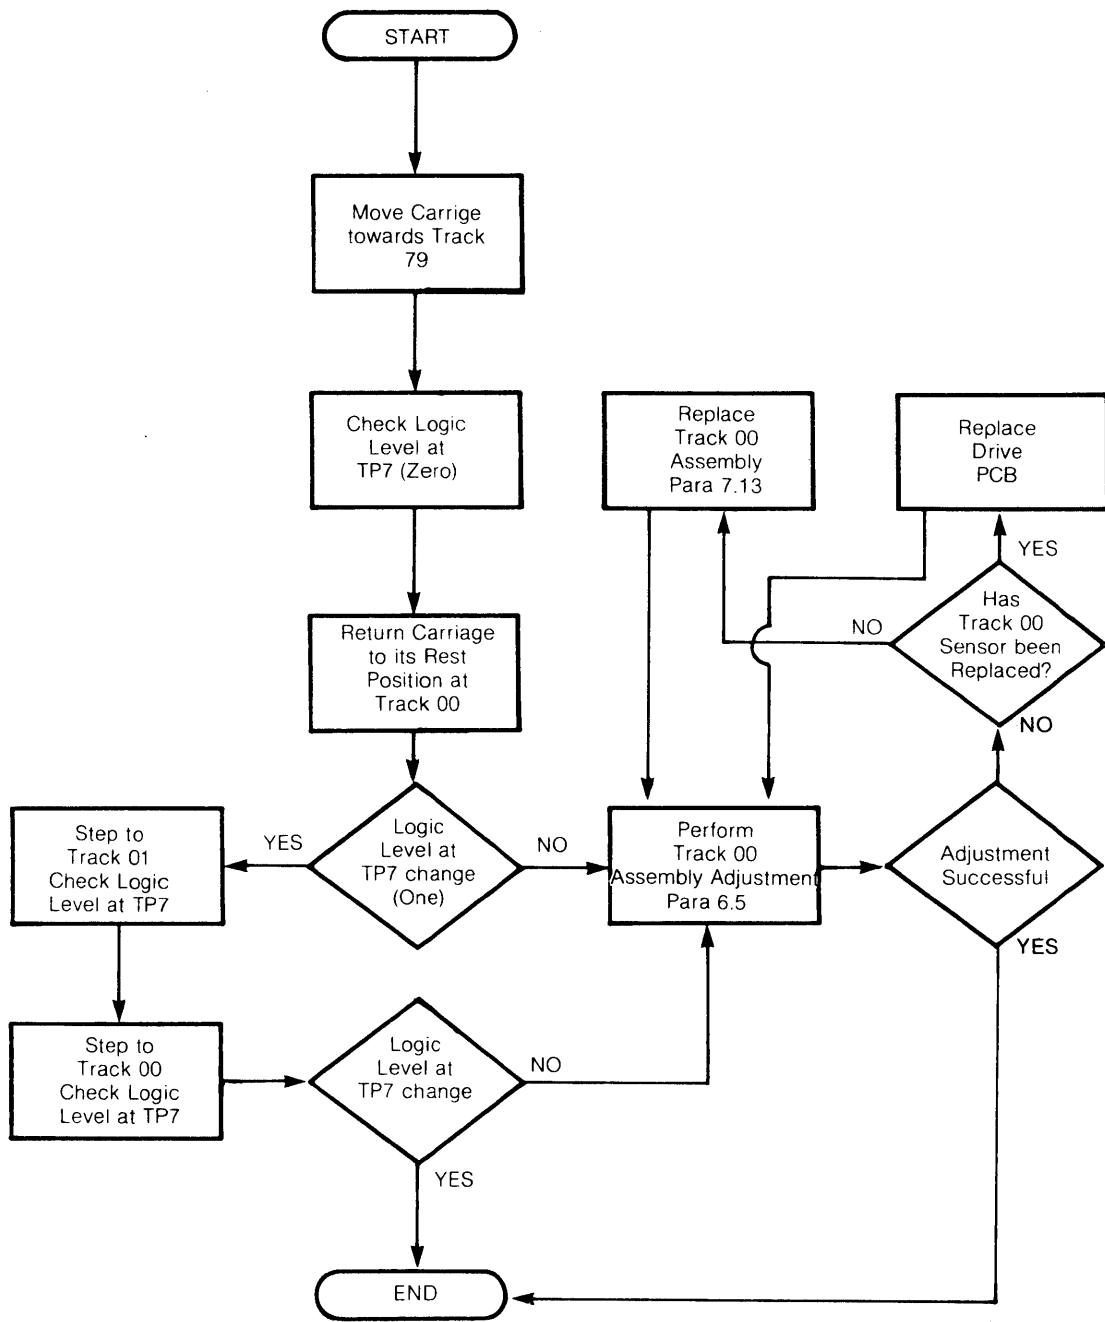 START
Move Carrige
towards Track
79
Check Logic
Level at
TP7 (Zero)
Replace
Track 00
Assembly
Para 7.13
Replace
Drive
PCB
YES
Has
Track 00
Sensor been
Replaced?
NO
NO
Return Carriage
to its Rest
Position at
Track 00
Step to
Track 01
Check Logic
Level at TP7
YES
Logic
Level at
TP7 change
(One)
NO
Perform
Track 00
Assembly Adjustment
Para 6.5
Adjustment
Successful
YES
Step to
Track 00
Check Logic
Level at TP7
Logic
Level at
TP7 change
NO
YES
END